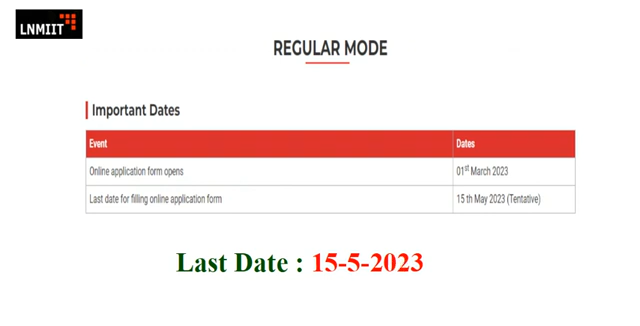 LNMIIT
REGULAR MODE
Important Dates
Event Dates
Online application form opens 01st March 2023
Last date for filling online application form 15 th May 2023 (Tentative)
Last Date : 15-5-2023